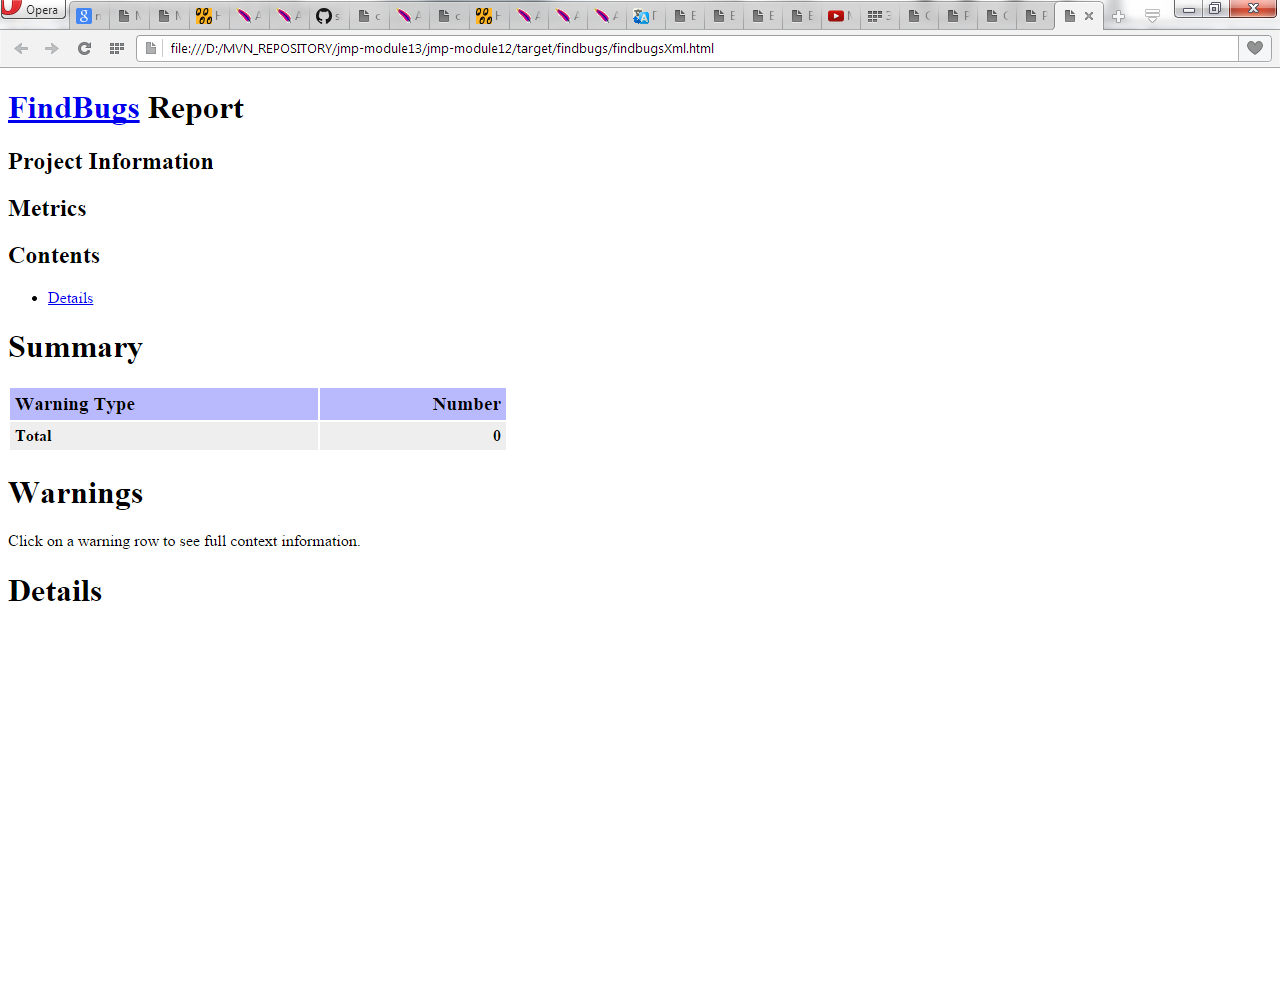 Opera
file:///D:/MVN_REPOSITORY/jmp-module13/jmp-module12/target/findbugs/findbugsXml.html
FindBugs Report
Project Information
Metrics
Contents
Details
Summary
Warning Type Number
Total 0
Warnings
Click on a warning row to see full context information.
Details